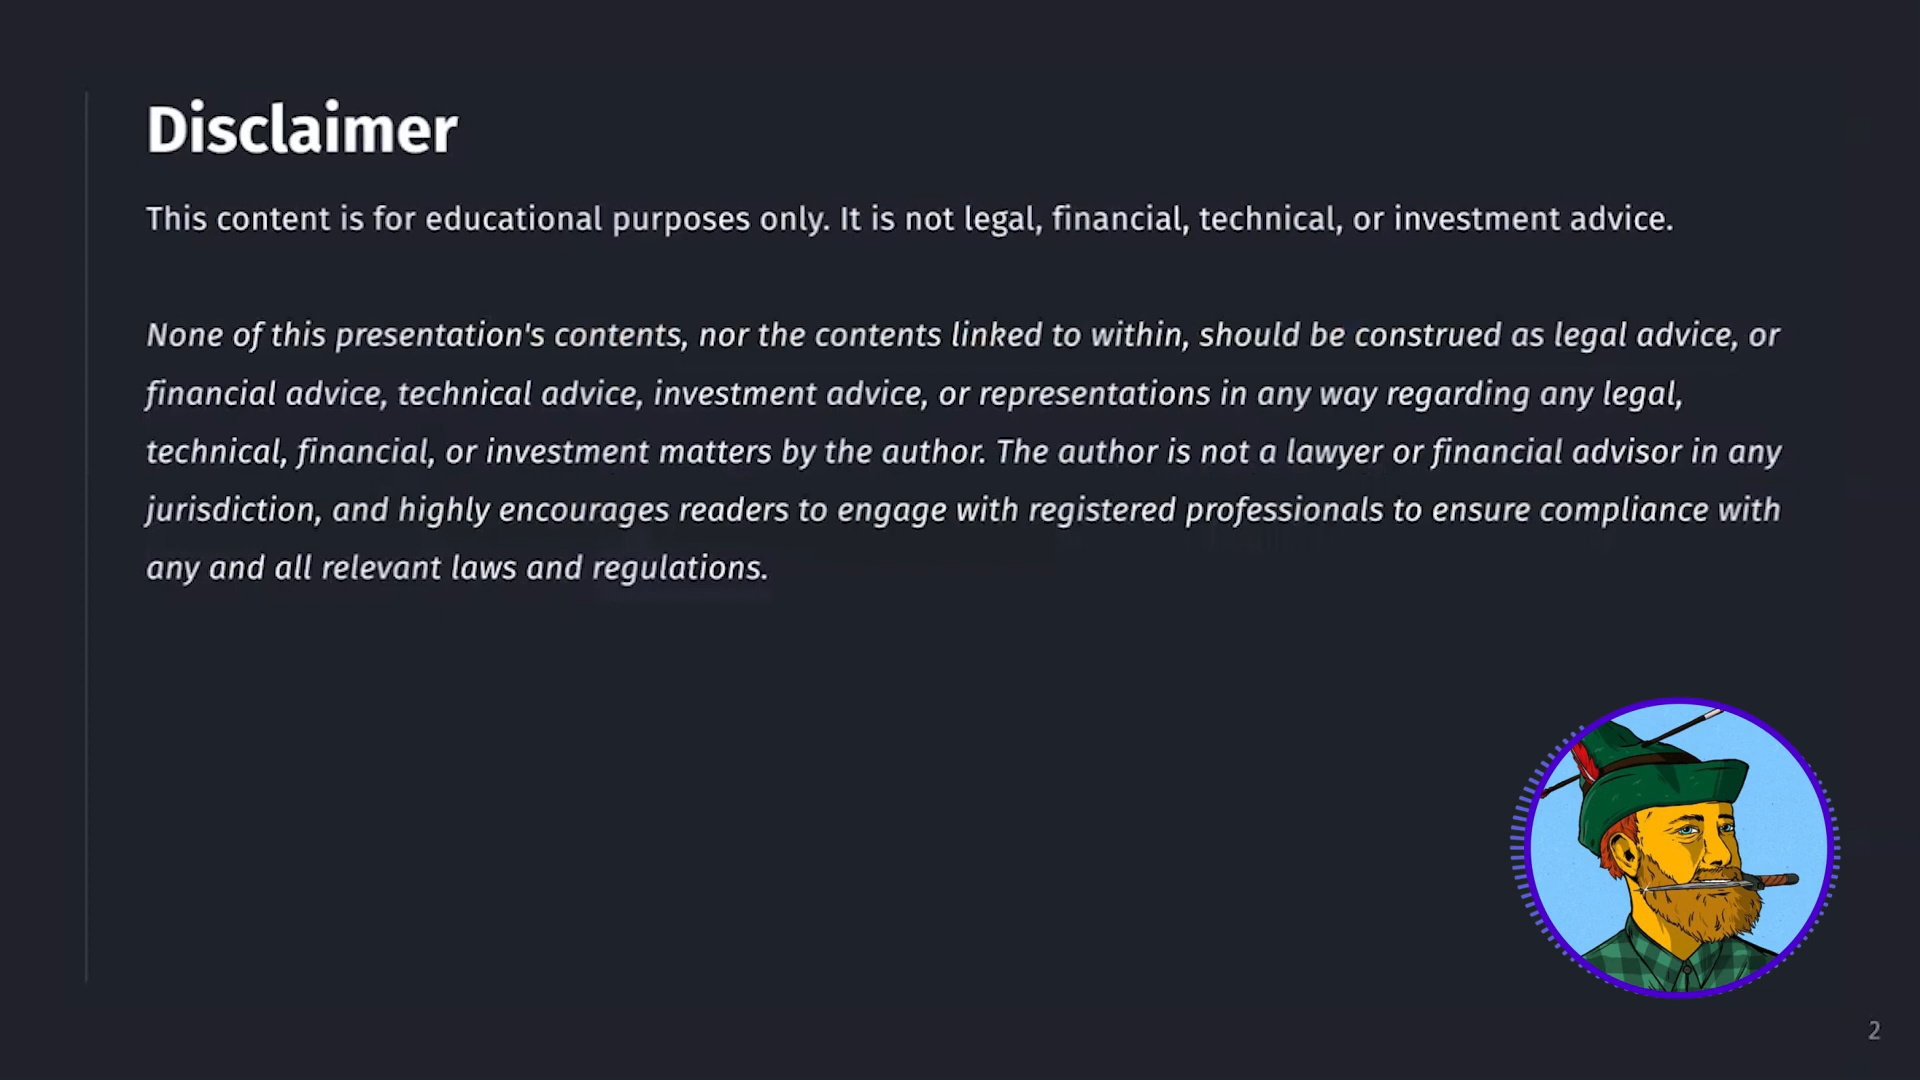 Disclaimer
This content is for educational purposes only. It is not legal, financial, technical, or investment advice.
None of this presentation's contents, nor the contents linked to within, should be construed as legal advice, or
financial advice, technical advice, investment advice, or representations in any way regarding any legal,
technical, financial, or investment matters by the author. The author is not a lawyer or financial advisor in any
jurisdiction, and highly encourages readers to engage with registered professionals to ensure compliance with
any and all relevant laws and regulations.
2